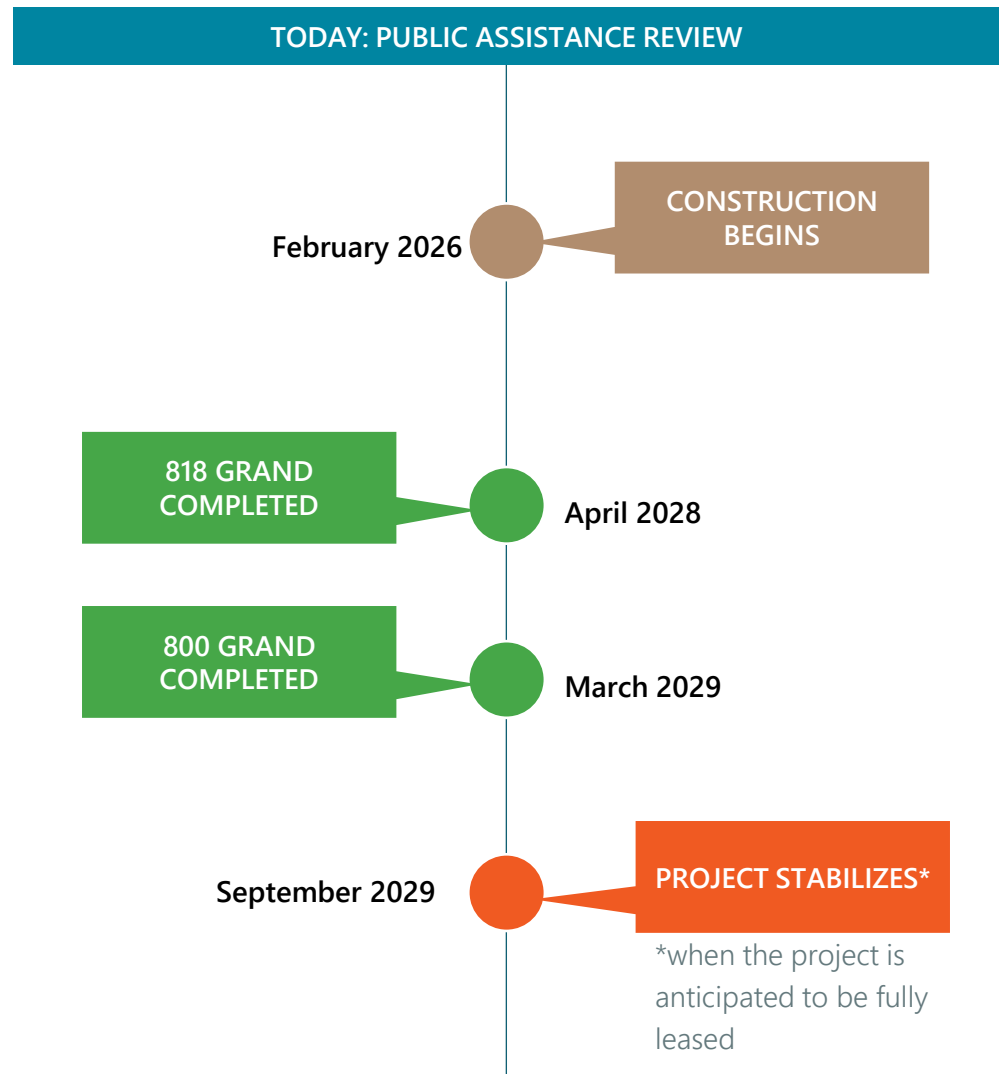 TODAY: PUBLIC ASSISTANCE REVIEW
CONSTRUCTION
BEGINS
February 2026
818 GRAND
COMPLETED
April 2028
800 GRAND
COMPLETED
March 2029
PROJECT STABILIZES*
September 2029
*when the project is
anticipated to be fully
leased